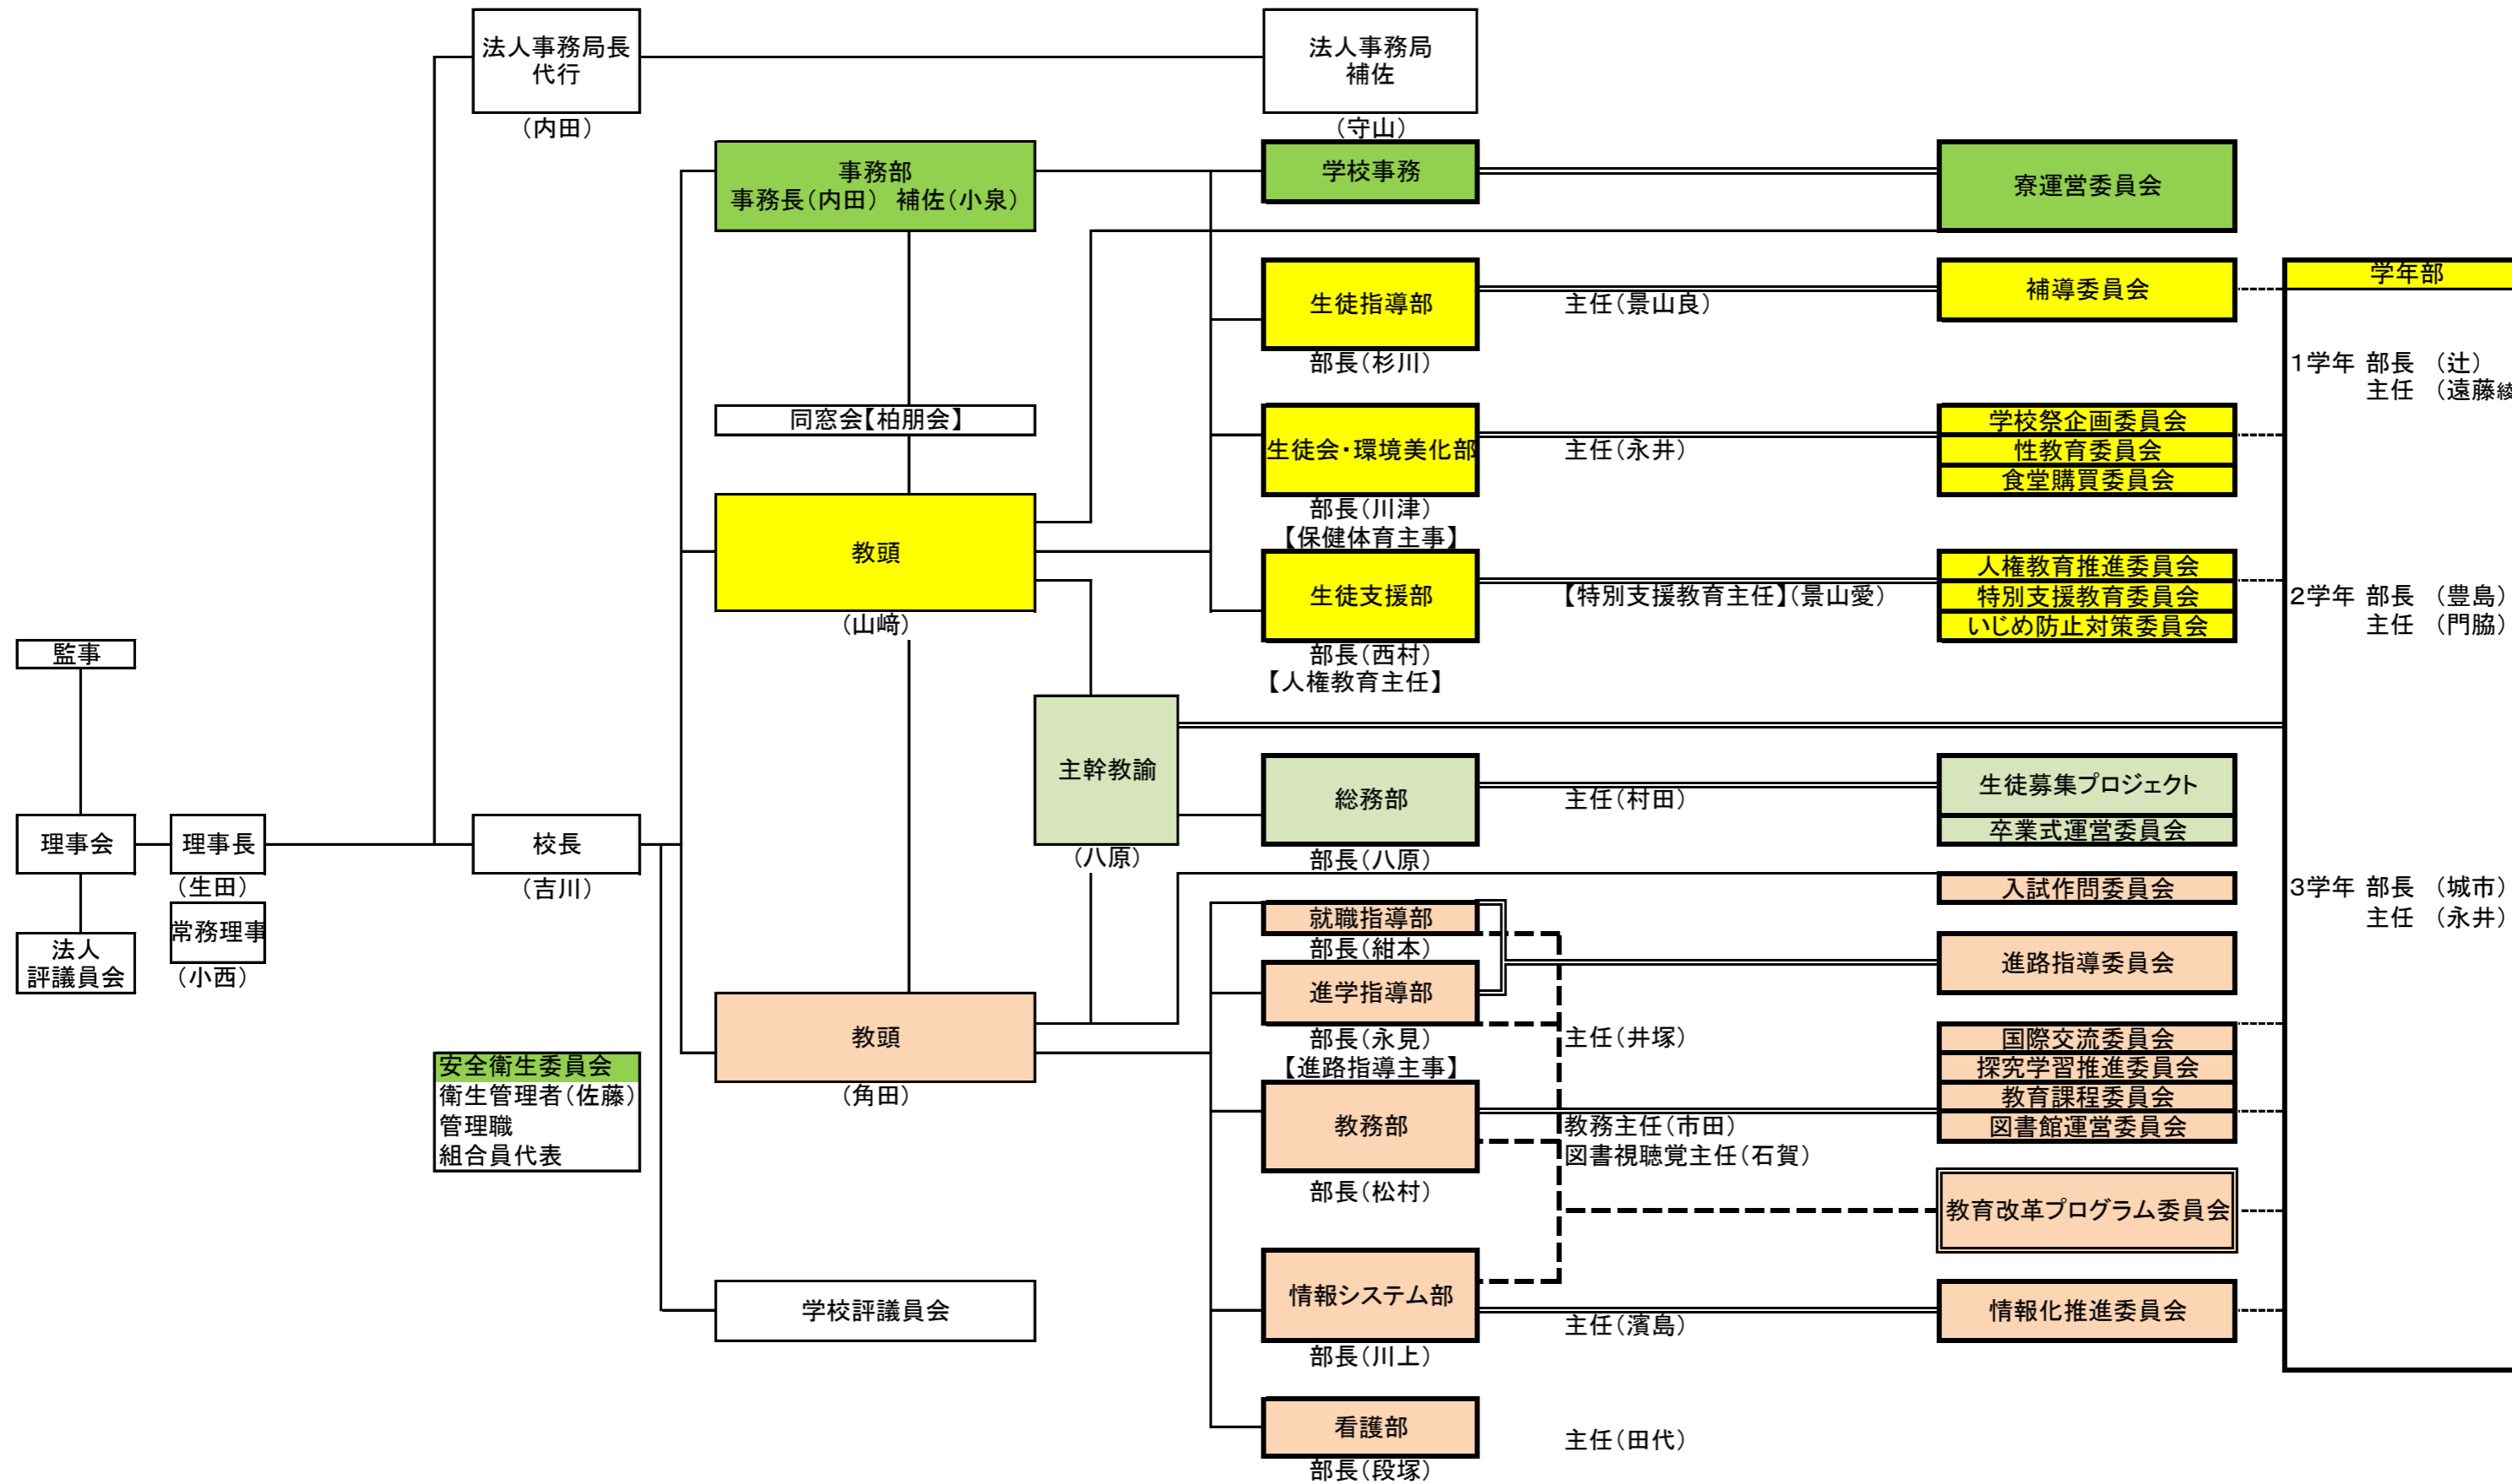 法人事務局長
代行
(内田)
法人事務局
補佐
(守山)
事務部
事務長(内田) 補佐(小泉)
学校事務
寮運営委員会
生徒指導部
部長(杉川)
主任(景山良)
補導委員会
学年部
1学年 部長 (辻)
主任 (遠藤綾
同窓会【柏朋会】
生徒会・環境美化部
部長(川津)
【保健体育主事】
主任(永井)
学校祭企画委員会
性教育委員会
食堂購買委員会
教頭
(山﨑)
生徒支援部
部長(西村)
【人権教育主任】
【特別支援教育主任】(景山愛)
人権教育推進委員会
特別支援教育委員会
いじめ防止対策委員会
2学年 部長 (豊島)
主任 (門脇)
監事
理事会
法人
評議員会
理事長
(生田)
常務理事
(小西)
校長
(吉川)
主幹教諭
(八原)
総務部
部長(八原)
主任(村田)
生徒募集プロジェクト
卒業式運営委員会
入試作問委員会
3学年 部長 (城市)
主任 (永井)
就職指導部
部長(紺本)
進学指導部
部長(永見)
【進路指導主事】
主任(井塚)
進路指導委員会
教頭
(角田)
安全衛生委員会
衛生管理者(佐藤)
管理職
組合員代表
国際交流委員会
探究学習推進委員会
教育課程委員会
図書館運営委員会
教務部
部長(松村)
教務主任(市田)
図書視聴覚主任(石賀)
教育改革プログラム委員会
学校評議員会
情報システム部
部長(川上)
主任(濱島)
情報化推進委員会
看護部
部長(段塚)
主任(田代)